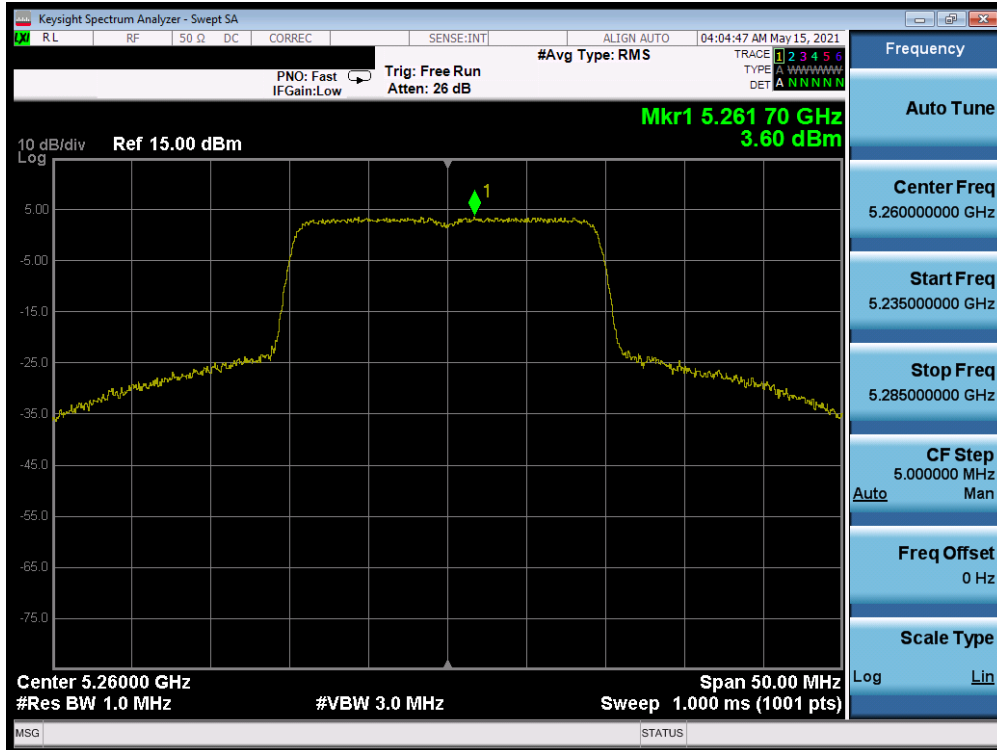 Keysight Spectrum Analyzer - Swept SA
LXI RL RF 50 Ω DC CORREC SENSE:INT ALIGN AUTO 04:04:47 AM May 15, 2021
#Avg Type: RMS TRACE 1 2 3 4 5 6
PNO: Fast Trig: Free Run TYPE A WWWWW
IFGain:Low Atten: 26 dB DET A N N N N N
Mkr1 5.261 70 GHz
3.60 dBm
10 dB/div Ref 15.00 dBm
Log
1
5.00
-5.00
-15.0
-25.0
-35.0
-45.0
-55.0
-65.0
-75.0
Center 5.26000 GHz Span 50.00 MHz
#Res BW 1.0 MHz #VBW 3.0 MHz Sweep 1.000 ms (1001 pts)
MSG STATUS
Frequency
Auto Tune
Center Freq
5.260000000 GHz
Start Freq
5.235000000 GHz
Stop Freq
5.285000000 GHz
CF Step
5.000000 MHz
Auto Man
Freq Offset
0 Hz
Scale Type
Log Lin